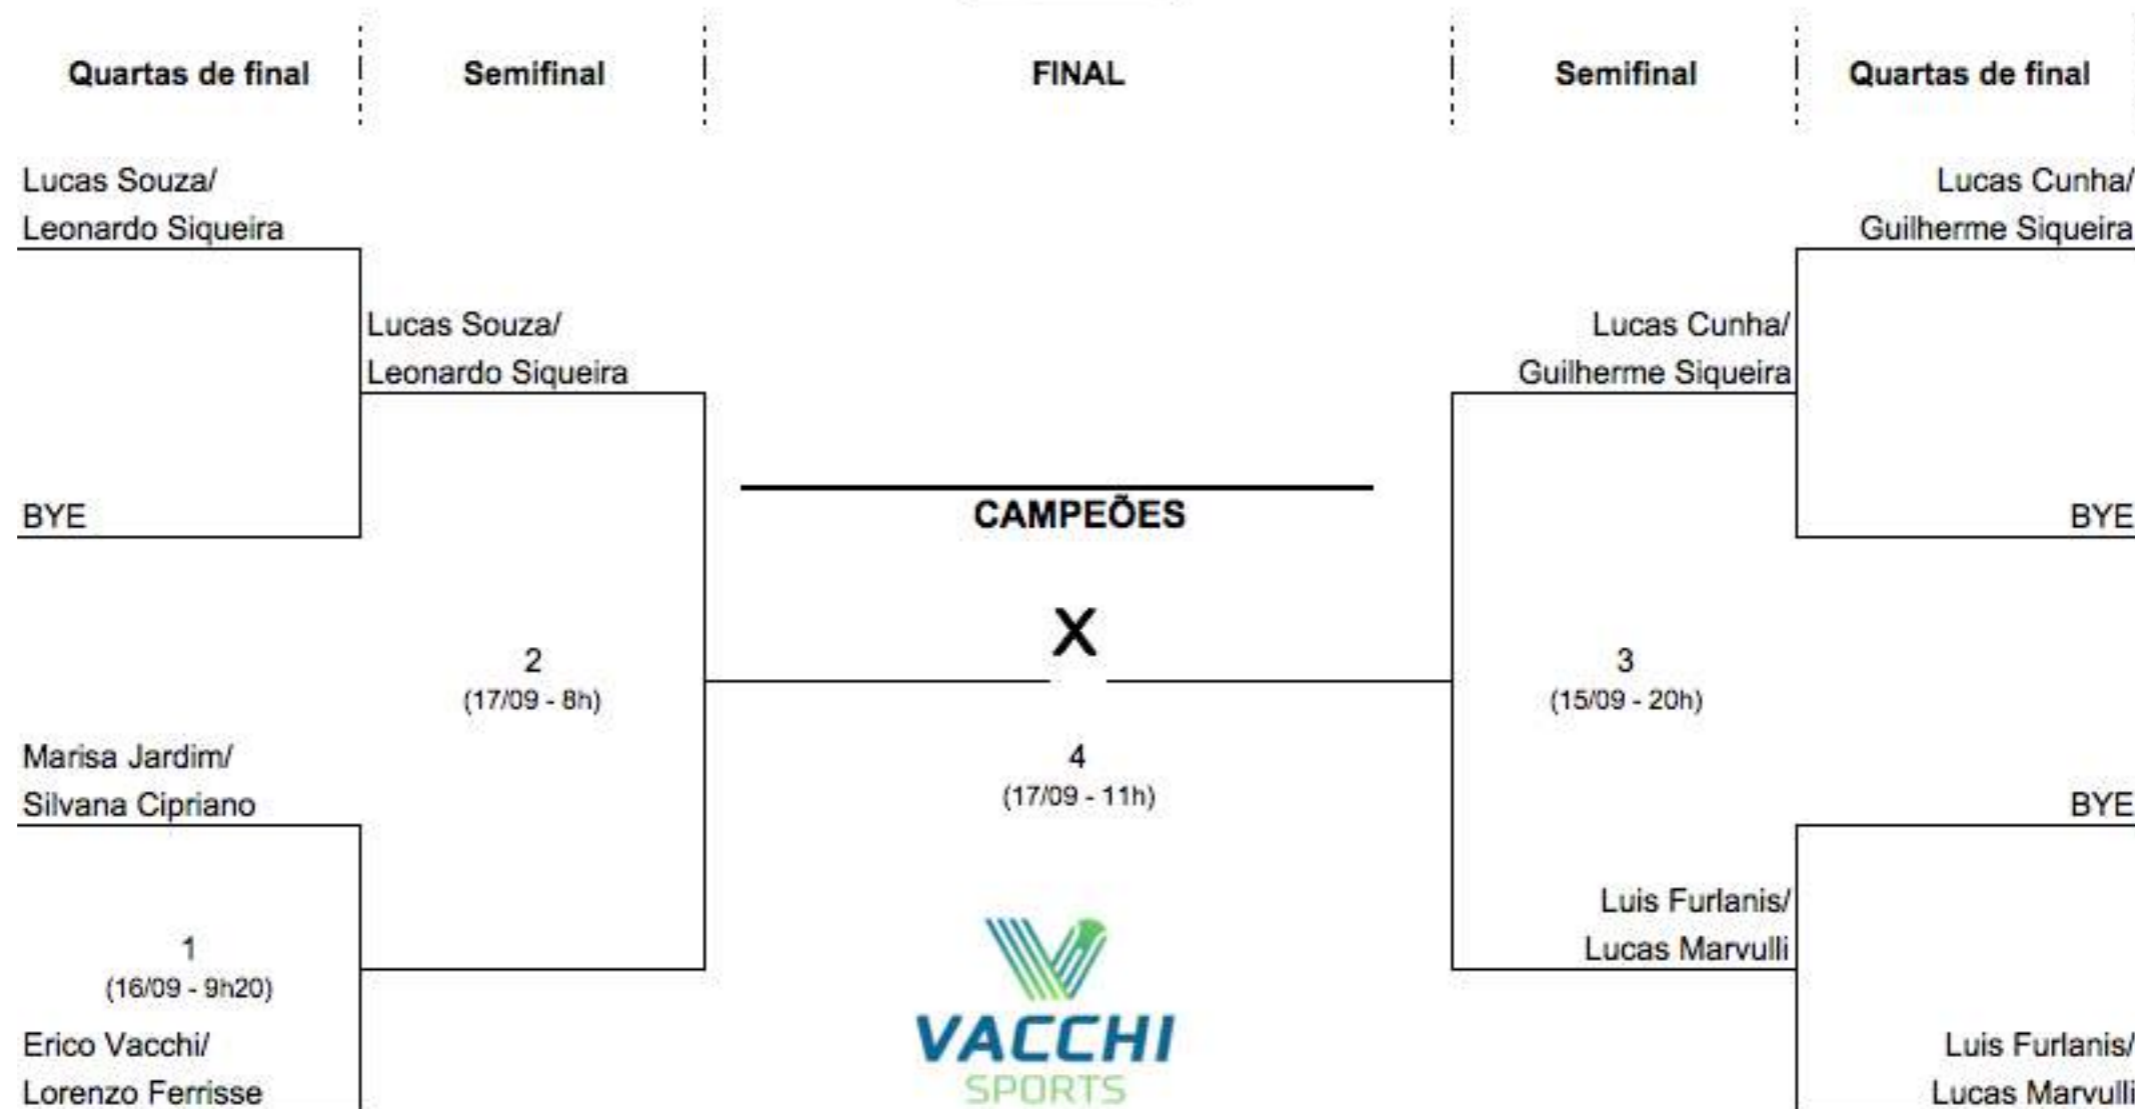 Quartas de final
Semifinal
FINAL
Semifinal
Quartas de final
Lucas Souza/
Leonardo Siqueira
Lucas Cunha/
Guilherme Siqueira
Lucas Souza/
Leonardo Siqueira
Lucas Cunha/
Guilherme Siqueira
BYE
CAMPEÕES
BYE
X
2
(17/09 - 8h)
3
(15/09 - 20h)
4
(17/09 - 11h)
Marisa Jardim/
Silvana Cipriano
BYE
Luis Furlanis/
Lucas Marvulli
1
(16/09 - 9h20)
Erico Vacchi/
Lorenzo Ferrisse
VACCHI
SPORTS
Luis Furlanis/
Lucas Marvulli